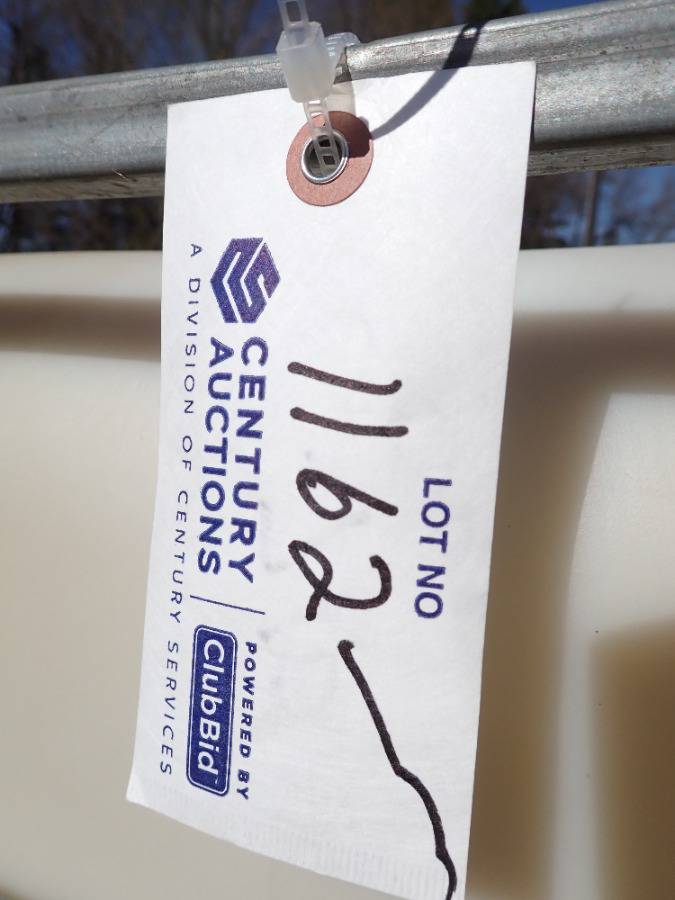 LOT NO
1162
CENTURY
AUCTIONS
POWERED BY
ClubBid
A DIVISION OF CENTURY SERVICES